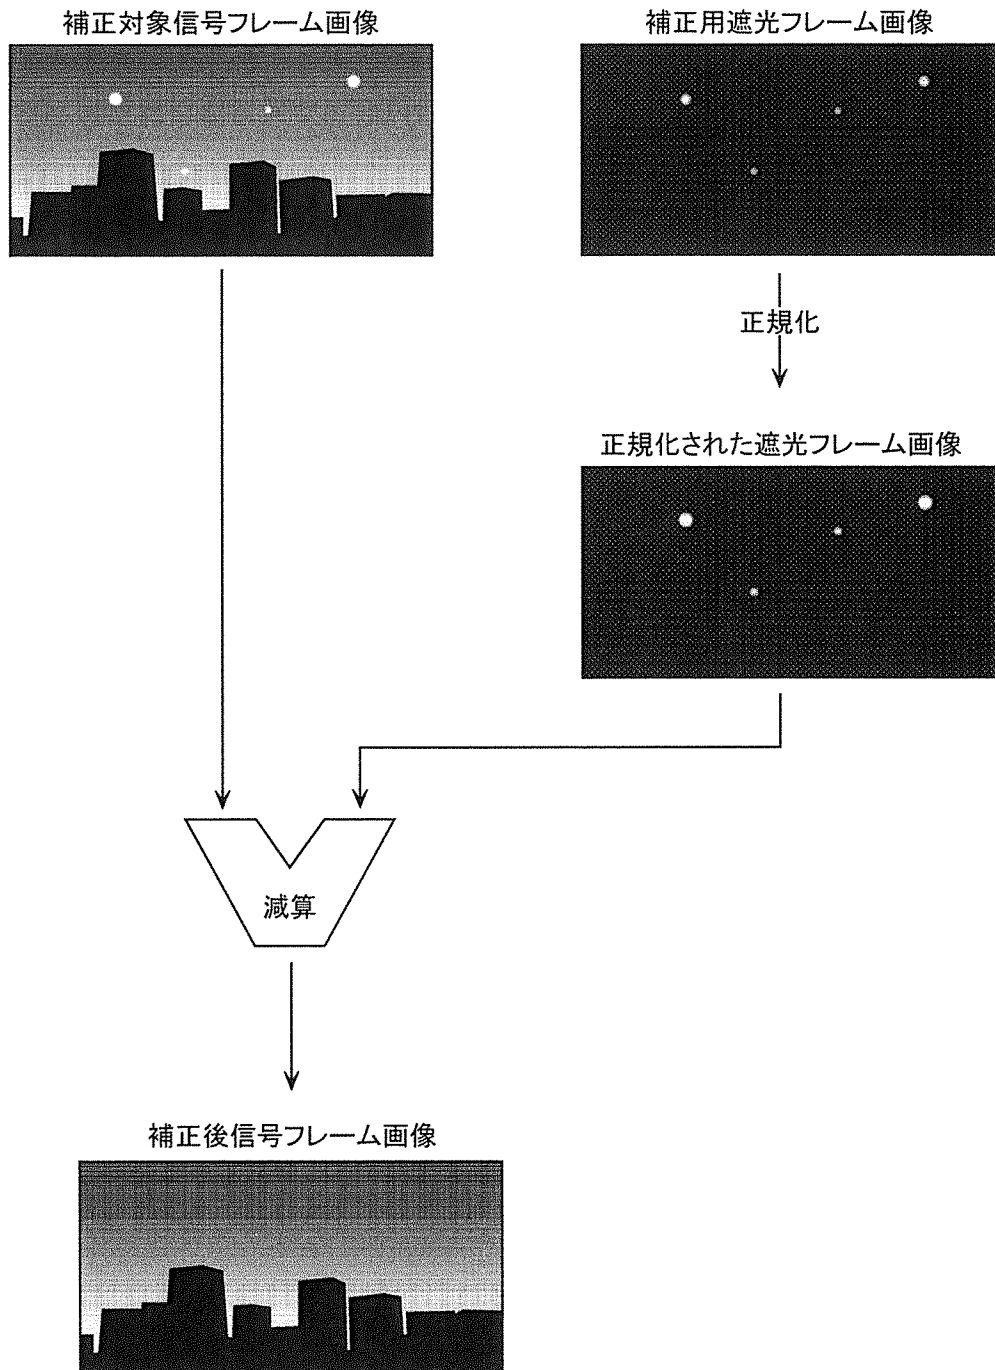 補正対象信号フレーム画像
補正用遮光フレーム画像
正規化
正規化された遮光フレーム画像
減算
補正後信号フレーム画像